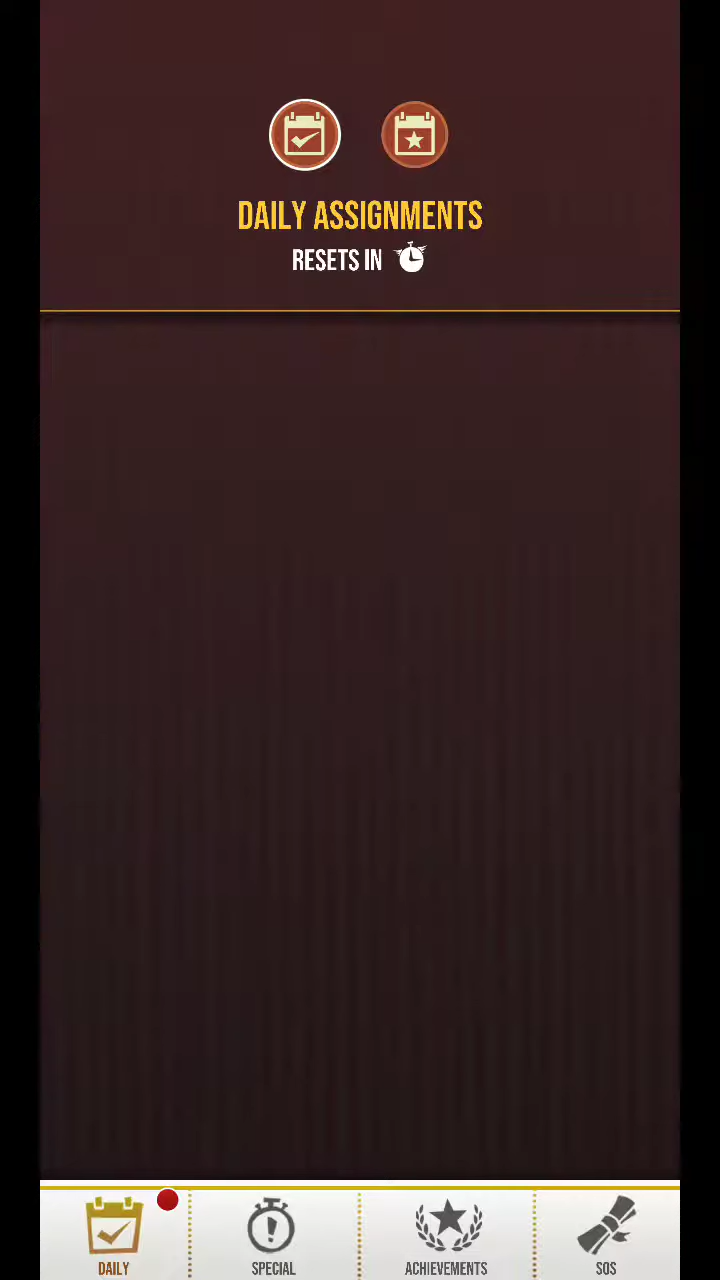 DAILY ASSIGNMENTS
RESETS IN
DAILY
SPECIAL
ACHIEVEMENTS
SOS